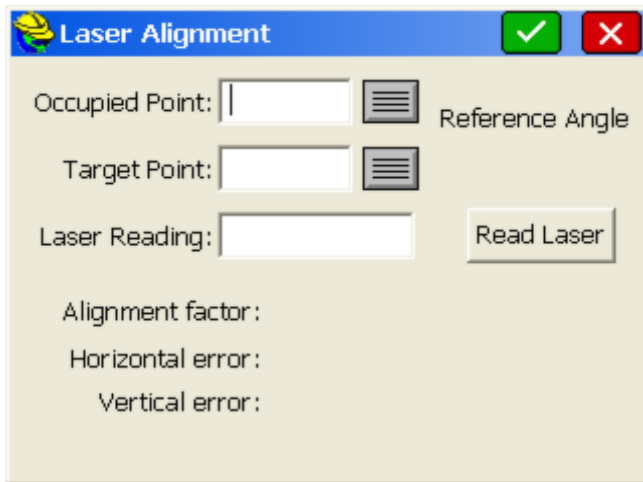 Laser Alignment
Occupied Point:
Reference Angle
Target Point:
Laser Reading:
Read Laser
Alignment factor:
Horizontal error:
Vertical error: